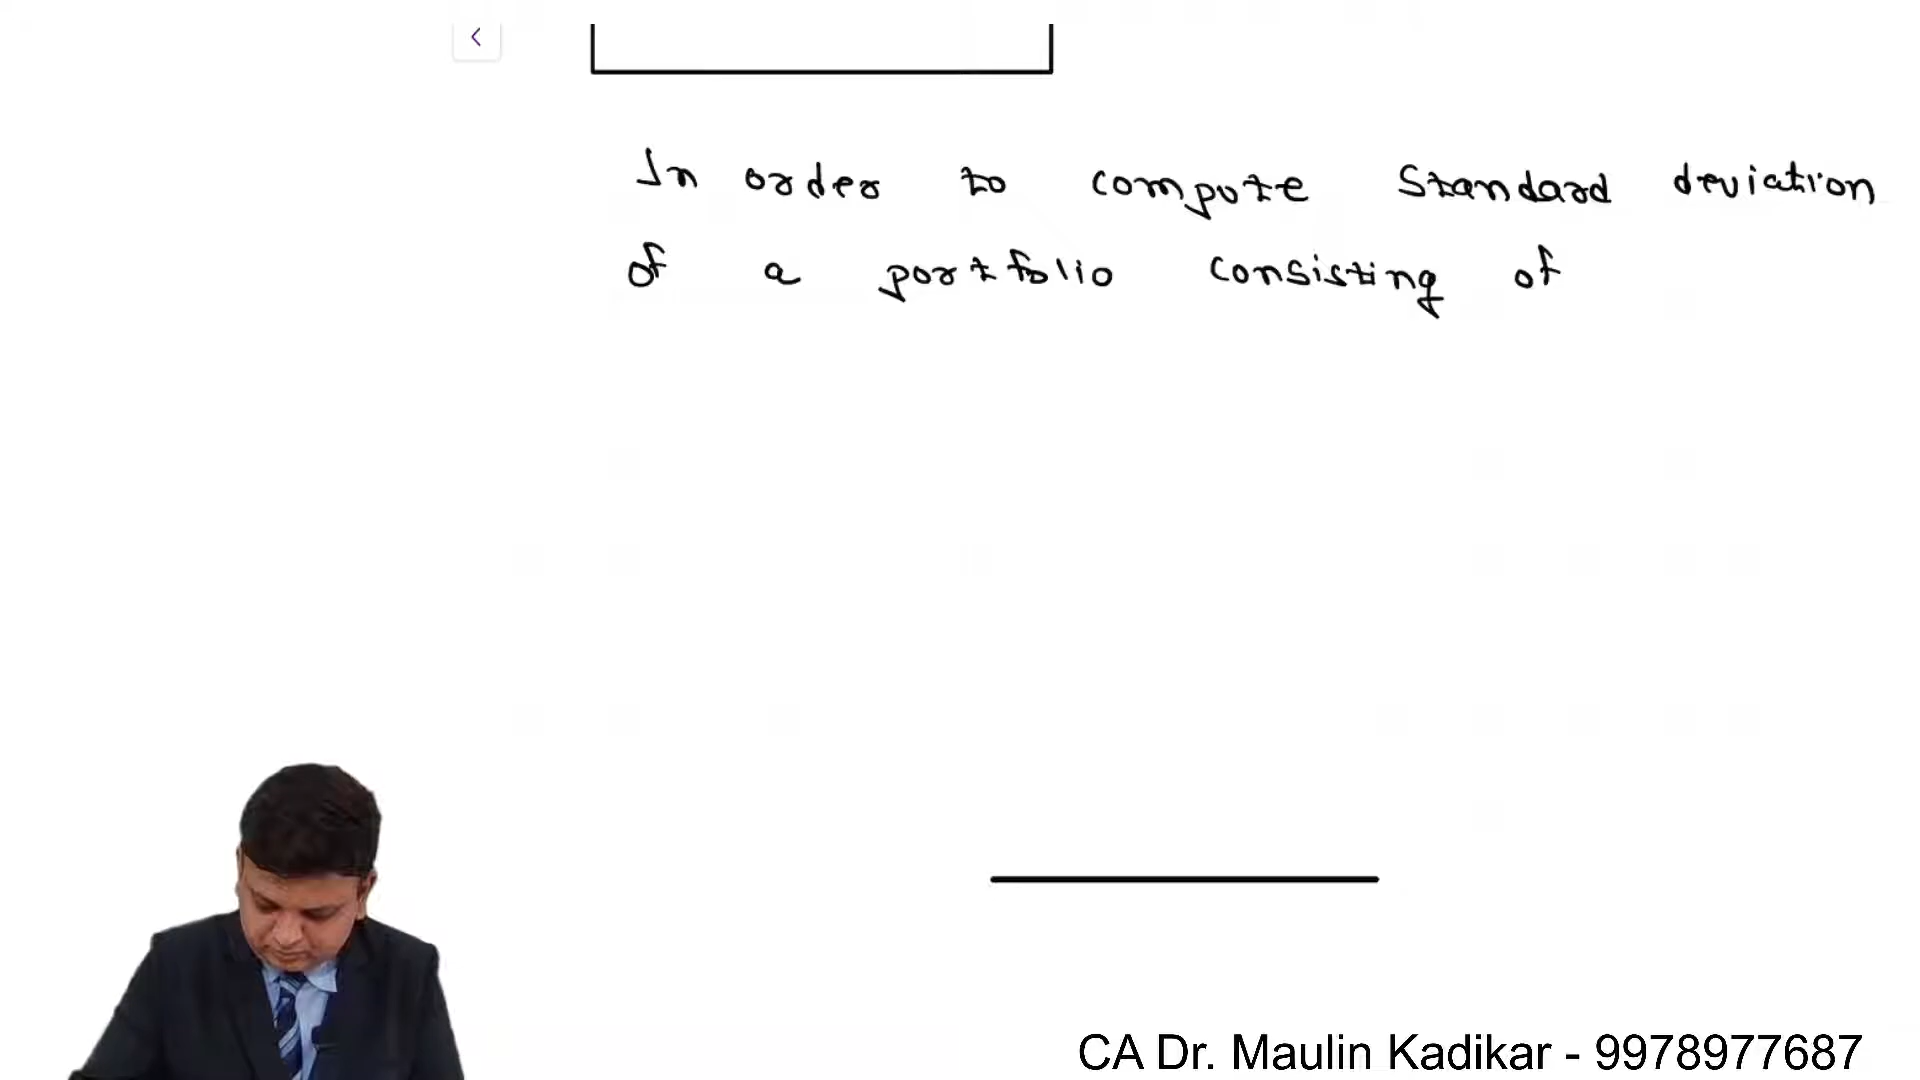 In order to compute standard deviation
of a portfolio consisting of
CA Dr. Maulin Kadikar - 9978977687